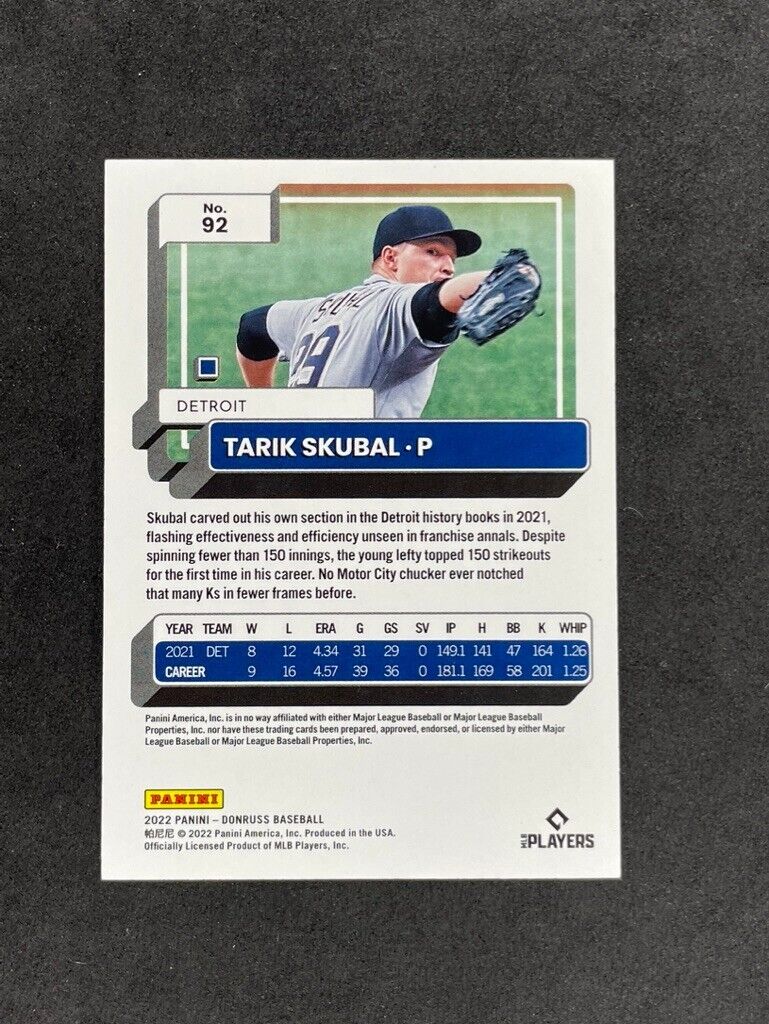 No.
92
29
DETROIT
TARIK SKUBAL · P
Skubal carved out his own section in the Detroit history books in 2021,
flashing effectiveness and efficiency unseen in franchise annals. Despite
spinning fewer than 150 innings, the young lefty topped 150 strikeouts
for the first time in his career. No Motor City chucker ever notched
that many Ks in fewer frames before.
YEAR TEAM W L ERA G GS SV IP H BB K WHIP
2021 DET 8 12 4.34 31 29 0 149.1 141 47 164 1.26
CAREER 9 16 4.57 39 36 0 181.1 169 58 201 1.25
Panini America, Inc. is in no way affiliated with either Major League Baseball or Major League Baseball
Properties, Inc. nor have these trading cards been prepared, approved, endorsed, or licensed by either Major
League Baseball or Major League Baseball Properties, Inc.
PANINI
2022 PANINI – DONRUSS BASEBALL
帕尼尼 © 2022 Panini America, Inc. Produced in the USA.
Officially Licensed Product of MLB Players, Inc.
MLB PLAYERS